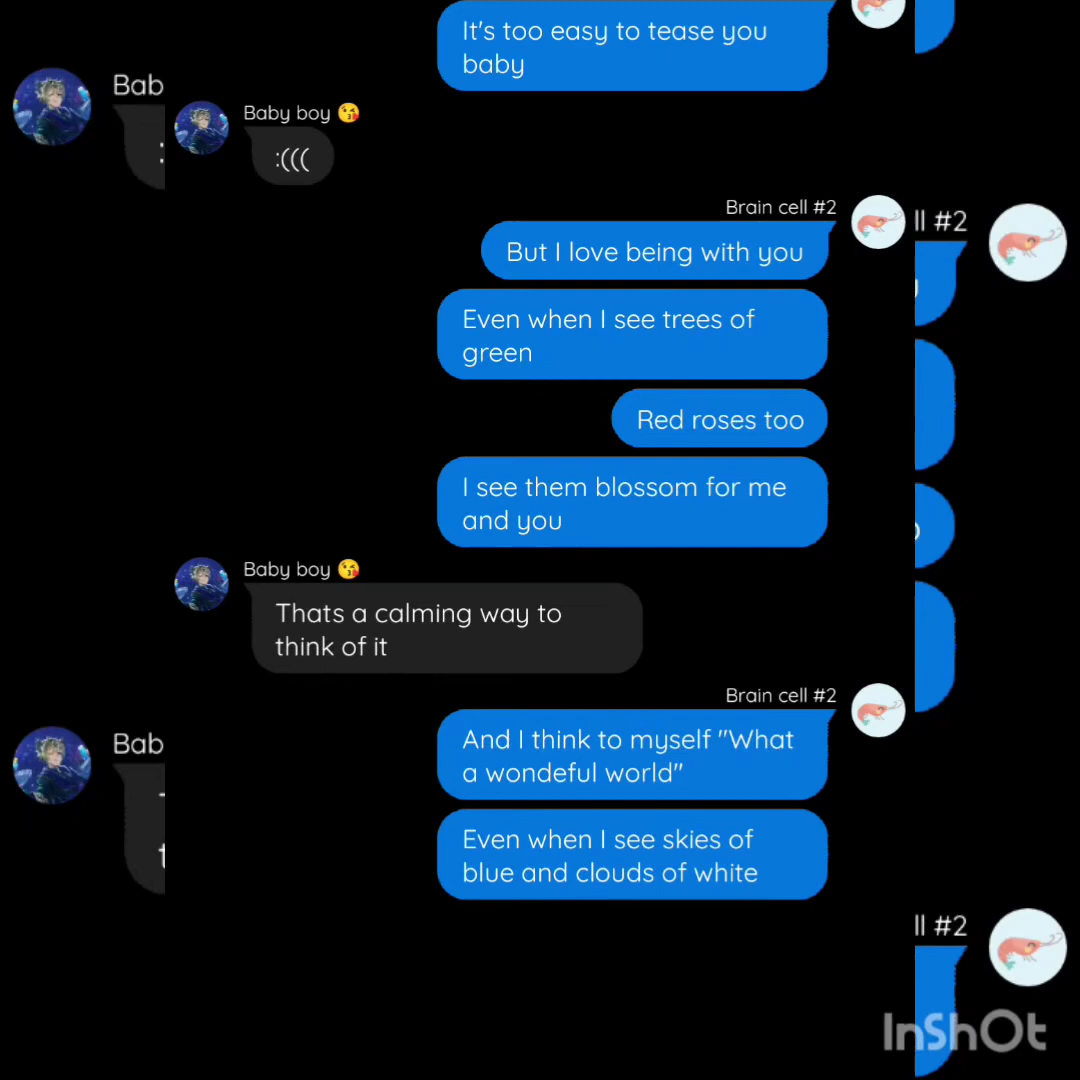 It's too easy to tease you
baby
Bab
Baby boy 😘
:(((
Brain cell #2
ll #2
But I love being with you
Even when I see trees of
green
Red roses too
I see them blossom for me
and you
Baby boy 😘
Thats a calming way to
think of it
Brain cell #2
Bab
And I think to myself "What
a wondeful world"
Even when I see skies of
blue and clouds of white
ll #2
InShOt